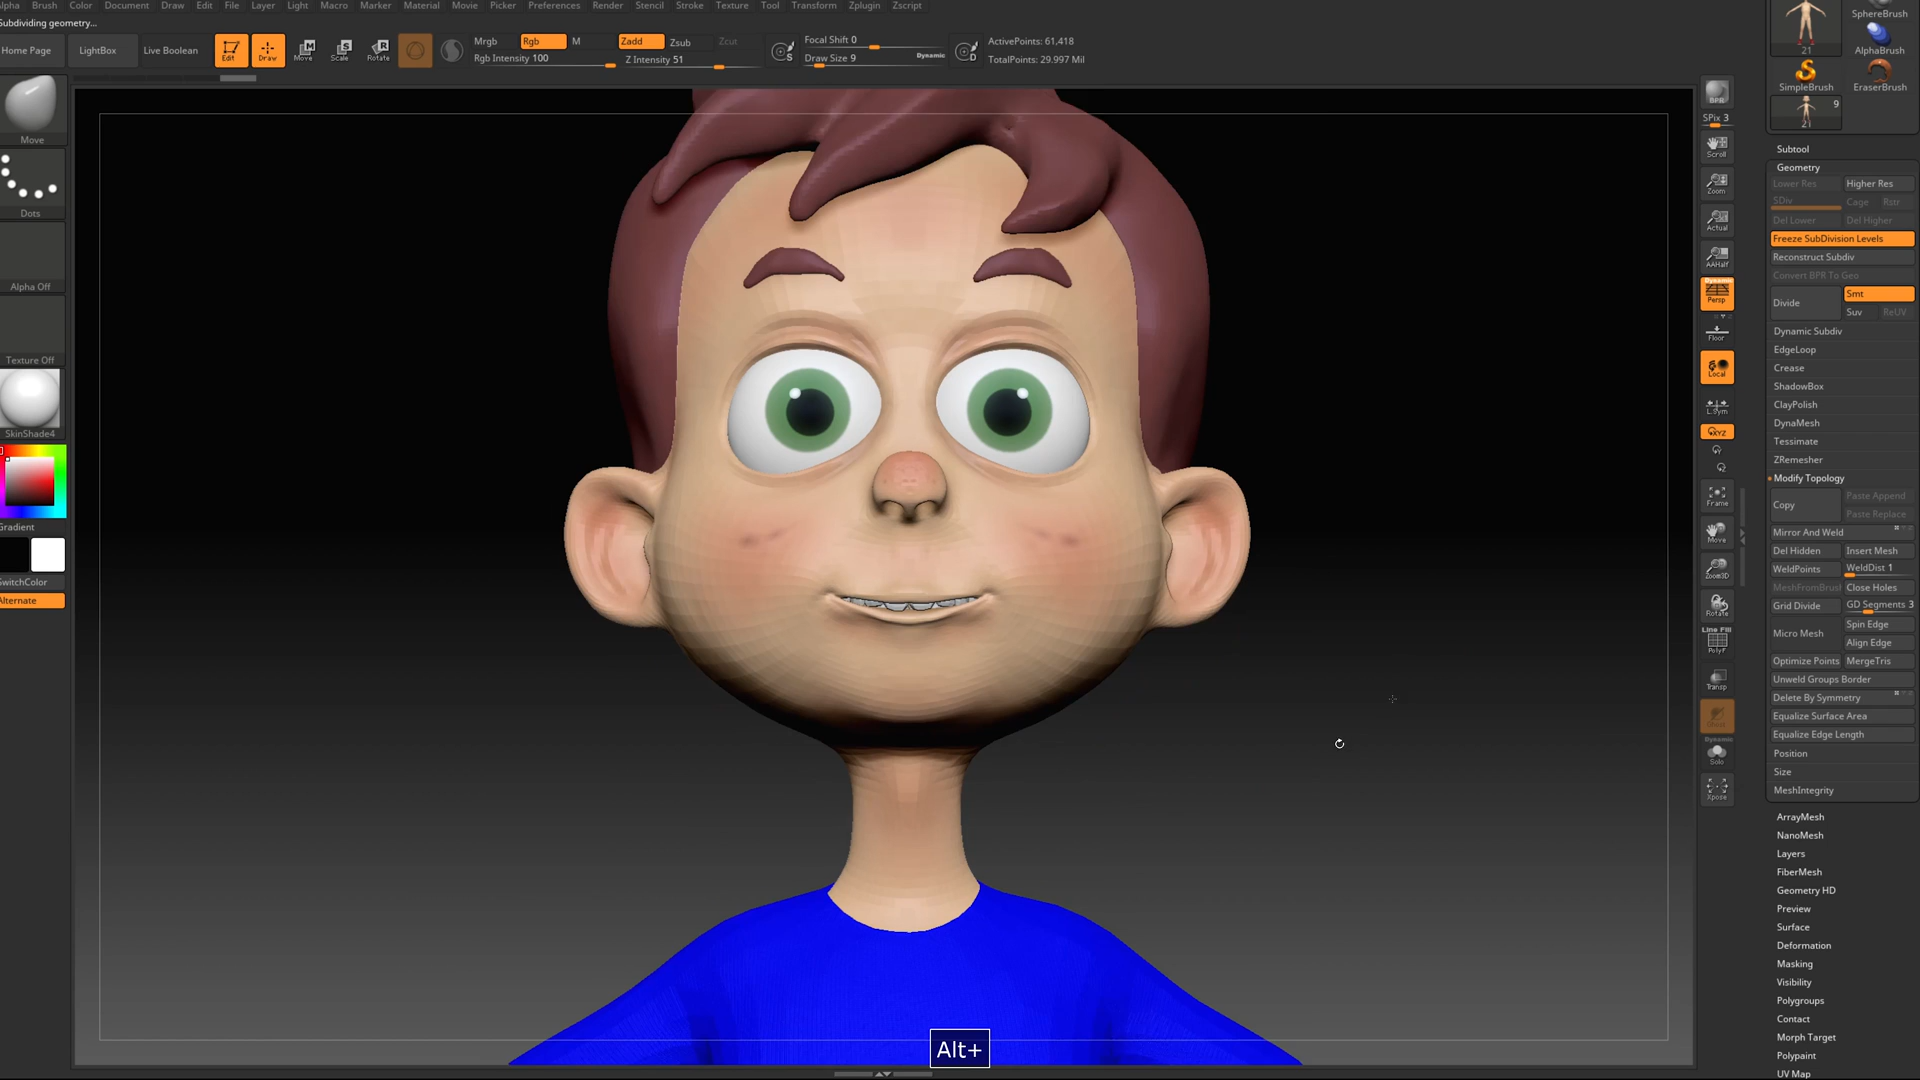 Alpha Brush Color Document Draw Edit File Layer Light Macro Marker Material Movie Picker Preferences Render Stencil Stroke Texture Tool Transform Zplugin Zscript
Subdividing geometry...
Home Page LightBox Live Boolean Edit Draw Move Scale Rotate
Mrgb Rgb M Zadd Zsub Zcut
Rgb Intensity 100 Z Intensity 51
Focal Shift 0
Draw Size 9 Dynamic
ActivePoints: 61,418
TotalPoints: 29.997 Mil
S
D
Move
Dots
Alpha Off
Texture Off
SkinShade4
Gradient
SwitchColor
Alternate
Alt+
BPR
SPix 3
Scroll
Zoom
Actual
AAHalf
Dynamic
Persp
Floor
Local
L.Sym
XYZ
Frame
Move
Zoom3D
Rotate
Line Fill
PolyF
Transp
Ghost
Dynamic
Solo
Xpose
21
SphereBrush
AlphaBrush
SimpleBrush
EraserBrush
9
21
Subtool
Geometry
Lower Res Higher Res
SDiv Cage Rstr
Del Lower Del Higher
Freeze SubDivision Levels
Reconstruct Subdiv
Convert BPR To Geo
Divide Smt
Suv ReUV
Dynamic Subdiv
EdgeLoop
Crease
ShadowBox
ClayPolish
DynaMesh
Tessimate
ZRemesher
Modify Topology
Copy Paste Append
Paste Replace
Mirror And Weld
Del Hidden Insert Mesh
WeldPoints WeldDist 1
MeshFromBrush Close Holes
Grid Divide GD Segments 3
Micro Mesh Spin Edge
Align Edge
Optimize Points MergeTris
Unweld Groups Border
Delete By Symmetry
Equalize Surface Area
Equalize Edge Length
Position
Size
MeshIntegrity
ArrayMesh
NanoMesh
Layers
FiberMesh
Geometry HD
Preview
Surface
Deformation
Masking
Visibility
Polygroups
Contact
Morph Target
Polypaint
UV Map